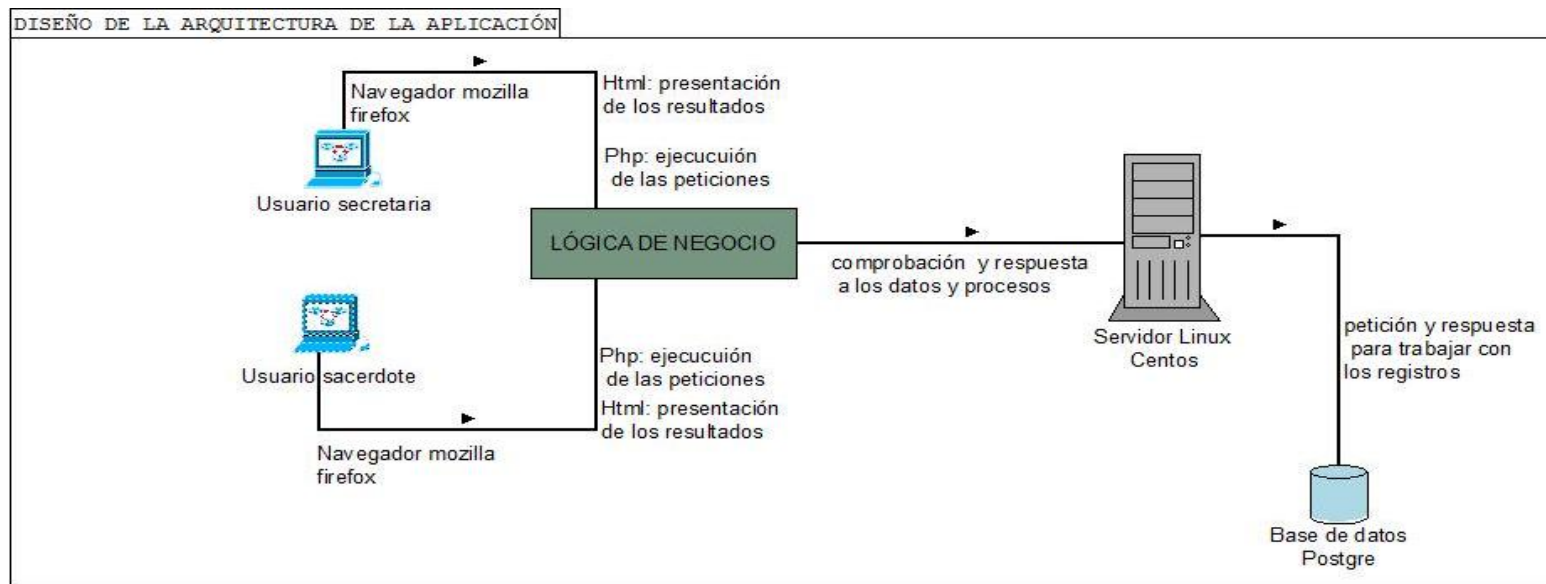 DISEÑO DE LA ARQUITECTURA DE LA APLICACIÓN
Navegador mozilla
firefox
Html: presentación
de los resultados
Php: ejecucuión
de las peticiones
Usuario secretaria
LÓGICA DE NEGOCIO
comprobación y respuesta
a los datos y procesos
Servidor Linux
Centos
petición y respuesta
para trabajar con
los registros
Usuario sacerdote
Php: ejecucuión
de las peticiones
Html: presentación
de los resultados
Navegador mozilla
firefox
Base de datos
Postgre